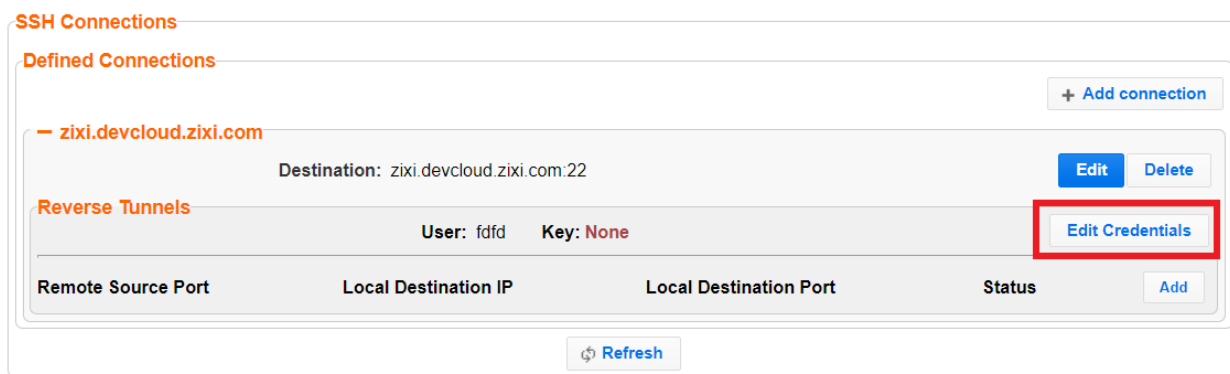 SSH Connections
Defined Connections
+ Add connection
− zixi.devcloud.zixi.com
Destination: zixi.devcloud.zixi.com:22 Edit Delete
Reverse Tunnels
User: fdfd Key: None Edit Credentials
Remote Source Port Local Destination IP Local Destination Port Status Add
Refresh